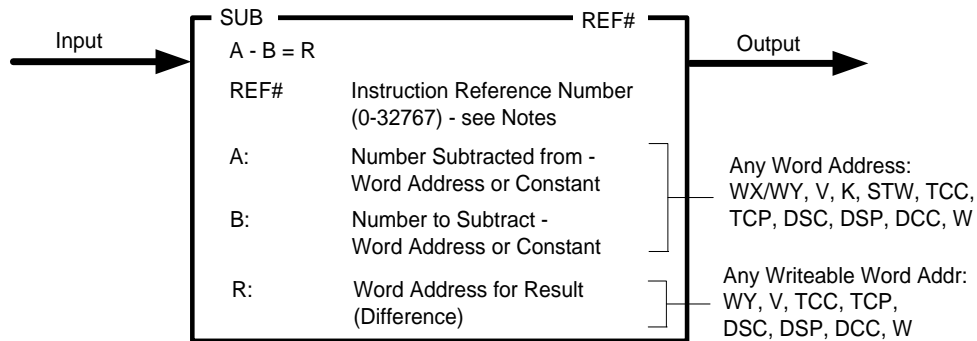 SUB REF#
Input
A - B = R
Output
REF# Instruction Reference Number
(0-32767) - see Notes
A: Number Subtracted from -
Word Address or Constant
B: Number to Subtract -
Word Address or Constant
Any Word Address:
WX/WY, V, K, STW, TCC,
TCP, DSC, DSP, DCC, W
R: Word Address for Result
(Difference)
Any Writeable Word Addr:
WY, V, TCC, TCP,
DSC, DSP, DCC, W